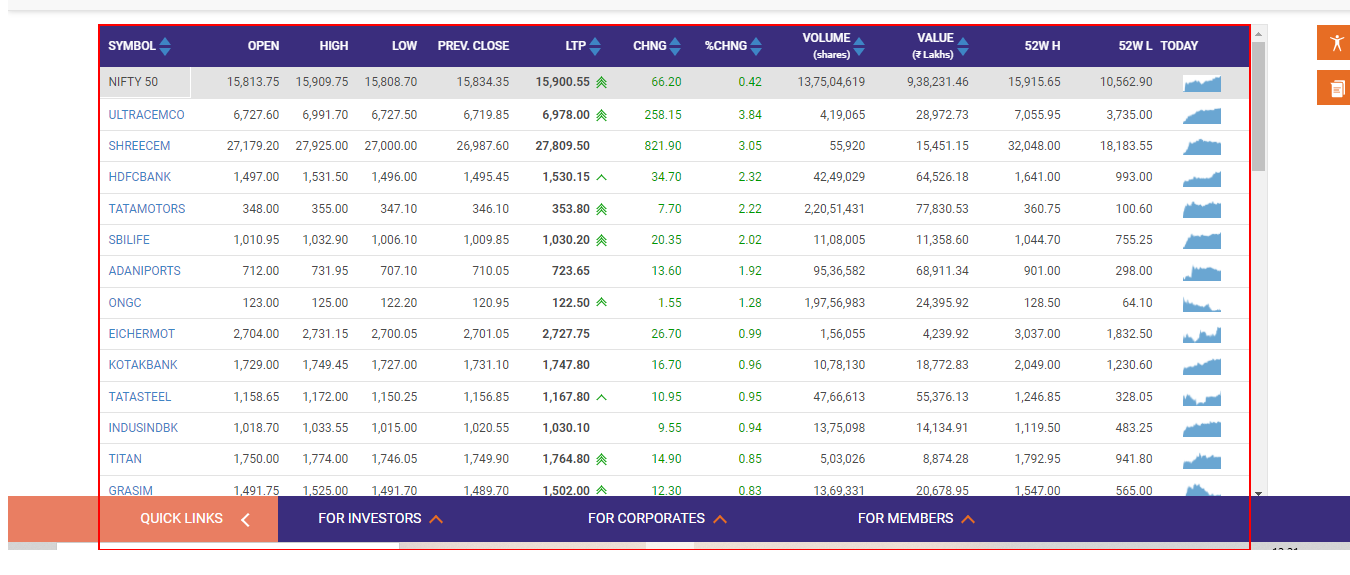 SYMBOL OPEN HIGH LOW PREV. CLOSE LTP CHNG %CHNG VOLUME (shares) VALUE (₹ Lakhs) 52W H 52W L TODAY
NIFTY 50 15,813.75 15,909.75 15,808.70 15,834.35 15,900.55 66.20 0.42 13,75,04,619 9,38,231.46 15,915.65 10,562.90
ULTRACEMCO 6,727.60 6,991.70 6,727.50 6,719.85 6,978.00 258.15 3.84 4,19,065 28,972.73 7,055.95 3,735.00
SHREECEM 27,179.20 27,925.00 27,000.00 26,987.60 27,809.50 821.90 3.05 55,920 15,451.15 32,048.00 18,183.55
HDFCBANK 1,497.00 1,531.50 1,496.00 1,495.45 1,530.15 34.70 2.32 42,49,029 64,526.18 1,641.00 993.00
TATAMOTORS 348.00 355.00 347.10 346.10 353.80 7.70 2.22 2,20,51,431 77,830.53 360.75 100.60
SBILIFE 1,010.95 1,032.90 1,006.10 1,009.85 1,030.20 20.35 2.02 11,08,005 11,358.60 1,044.70 755.25
ADANIPORTS 712.00 731.95 707.10 710.05 723.65 13.60 1.92 95,36,582 68,911.34 901.00 298.00
ONGC 123.00 125.00 122.20 120.95 122.50 1.55 1.28 1,97,56,983 24,395.92 128.50 64.10
EICHERMOT 2,704.00 2,731.15 2,700.05 2,701.05 2,727.75 26.70 0.99 1,56,055 4,239.92 3,037.00 1,832.50
KOTAKBANK 1,729.00 1,749.45 1,727.00 1,731.10 1,747.80 16.70 0.96 10,78,130 18,772.83 2,049.00 1,230.60
TATASTEEL 1,158.65 1,172.00 1,150.25 1,156.85 1,167.80 10.95 0.95 47,66,613 55,376.13 1,246.85 328.05
INDUSINDBK 1,018.70 1,033.55 1,015.00 1,020.55 1,030.10 9.55 0.94 13,75,098 14,134.91 1,119.50 483.25
TITAN 1,750.00 1,774.00 1,746.05 1,749.90 1,764.80 14.90 0.85 5,03,026 8,874.28 1,792.95 941.80
GRASIM 1,491.75 1,525.00 1,491.70 1,489.70 1,502.00 12.30 0.83 13,69,331 20,678.95 1,547.00 565.00
QUICK LINKS FOR INVESTORS FOR CORPORATES FOR MEMBERS